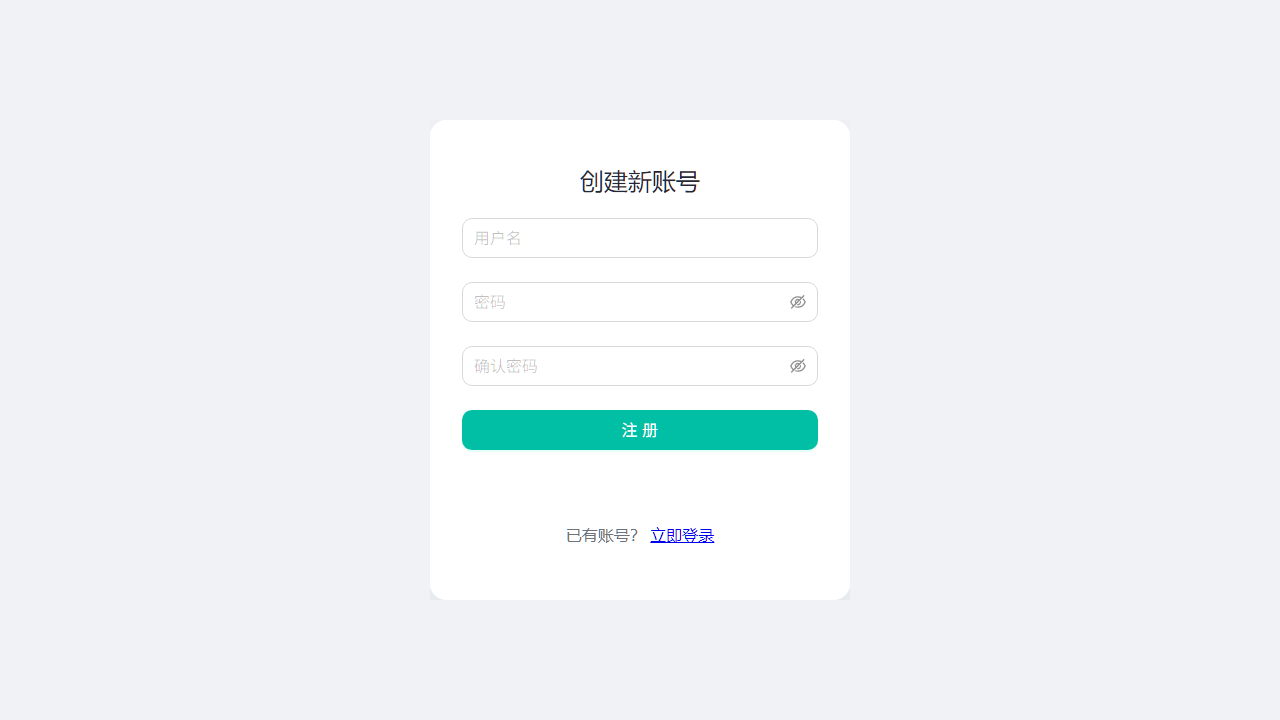 创建新账号
用户名
密码
确认密码
注 册
已有账号? 立即登录